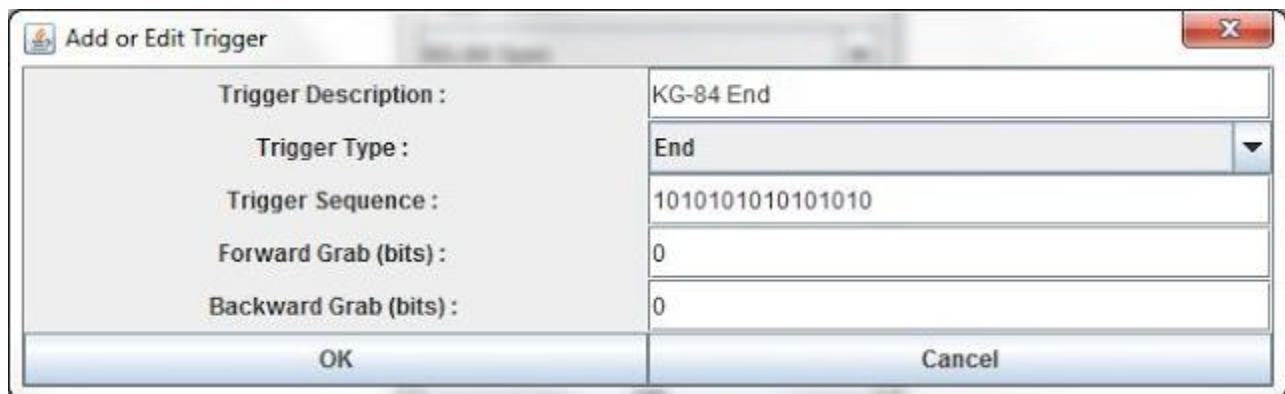 Add or Edit Trigger
Trigger Description : KG-84 End
Trigger Type : End
Trigger Sequence : 1010101010101010
Forward Grab (bits) : 0
Backward Grab (bits) : 0
OK Cancel